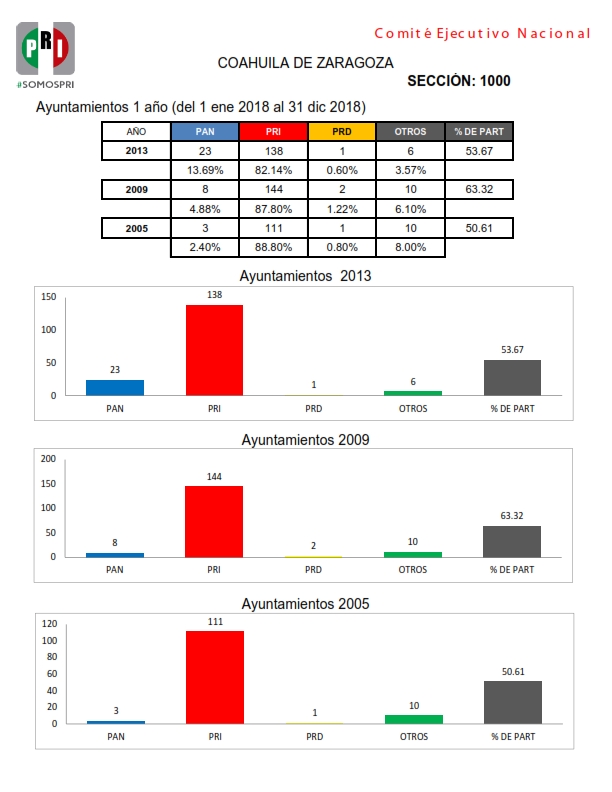 Comité Ejecutivo Nacional
PRI
#SOMOSPRI
COAHUILA DE ZARAGOZA
SECCIÓN: 1000
Ayuntamientos 1 año (del 1 ene 2018 al 31 dic 2018)
AÑO PAN PRI PRD OTROS % DE PART
2013 23 138 1 6 53.67
13.69% 82.14% 0.60% 3.57%
2009 8 144 2 10 63.32
4.88% 87.80% 1.22% 6.10%
2005 3 111 1 10 50.61
2.40% 88.80% 0.80% 8.00%
Ayuntamientos 2013
150
100
50
0
23 138 1 6 53.67
PAN PRI PRD OTROS % DE PART
Ayuntamientos 2009
200
150
100
50
0
8 144 2 10 63.32
PAN PRI PRD OTROS % DE PART
Ayuntamientos 2005
120
100
80
60
40
20
0
3 111 1 10 50.61
PAN PRI PRD OTROS % DE PART